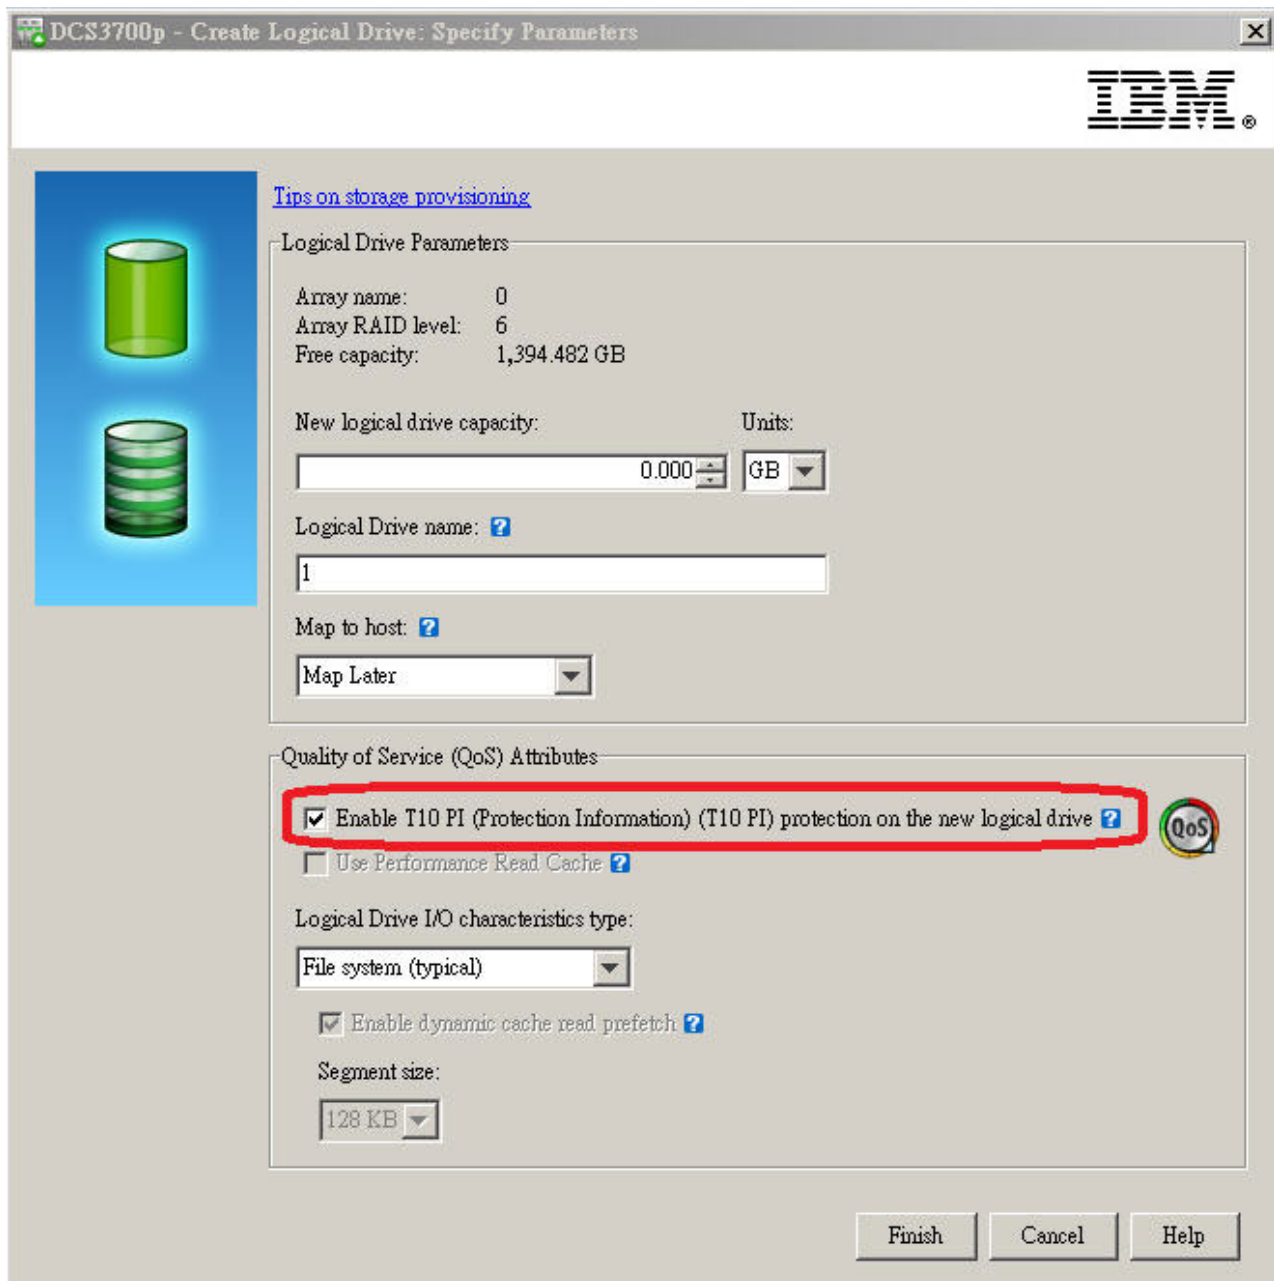 DCS3700p - Create Logical Drive: Specify Parameters
IBM®
Tips on storage provisioning
Logical Drive Parameters
Array name: 0
Array RAID level: 6
Free capacity: 1,394.482 GB
New logical drive capacity: Units:
0.000 GB
Logical Drive name: ?
1
Map to host: ?
Map Later
Quality of Service (QoS) Attributes
Enable T10 PI (Protection Information) (T10 PI) protection on the new logical drive ?
QoS
Use Performance Read Cache ?
Logical Drive I/O characteristics type:
File system (typical)
Enable dynamic cache read prefetch ?
Segment size:
128 KB
Finish Cancel Help